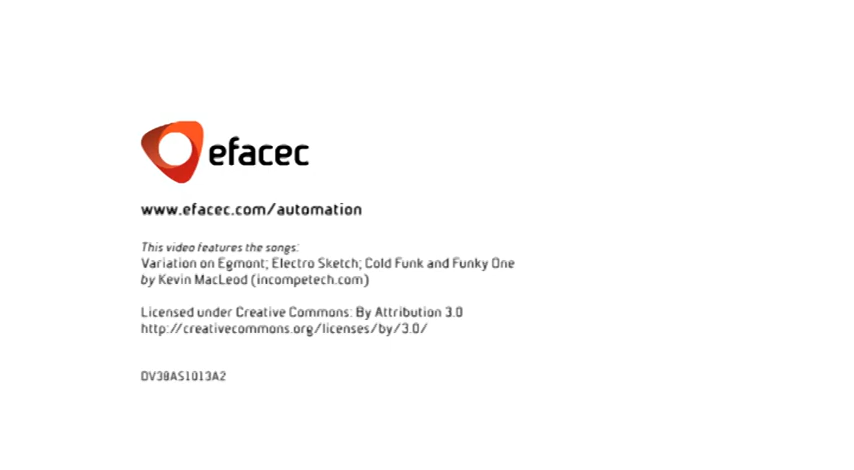 efacec
www.efacec.com/automation
This video features the songs:
Variation on Egmont; Electro Sketch; Cold Funk and Funky One
by Kevin MacLeod (incompetech.com)
Licensed under Creative Commons: By Attribution 3.0
http://creativecommons.org/licenses/by/3.0/
DV38AS1013A2